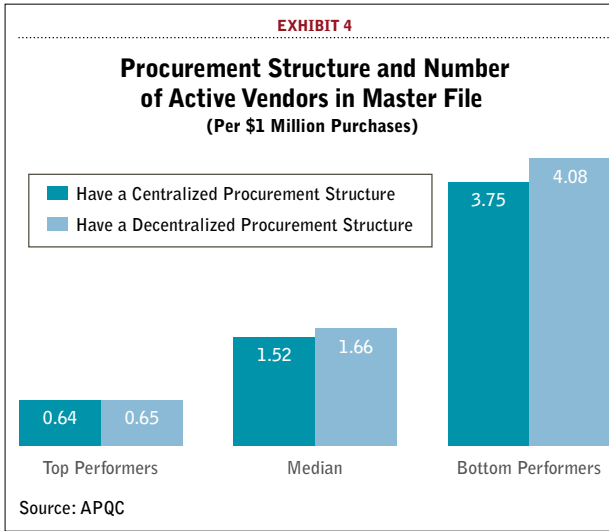 EXHIBIT 4
Procurement Structure and Number
of Active Vendors in Master File
(Per $1 Million Purchases)
Have a Centralized Procurement Structure
Have a Decentralized Procurement Structure
0.64
0.65
1.52
1.66
3.75
4.08
Top Performers
Median
Bottom Performers
Source: APQC